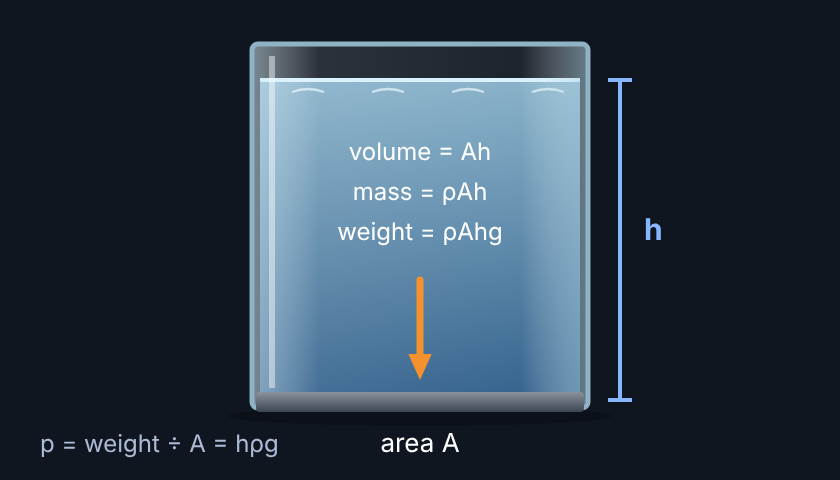 volume = Ah
mass = ρAh
weight = ρAhg
h
p = weight ÷ A = hρg
area A